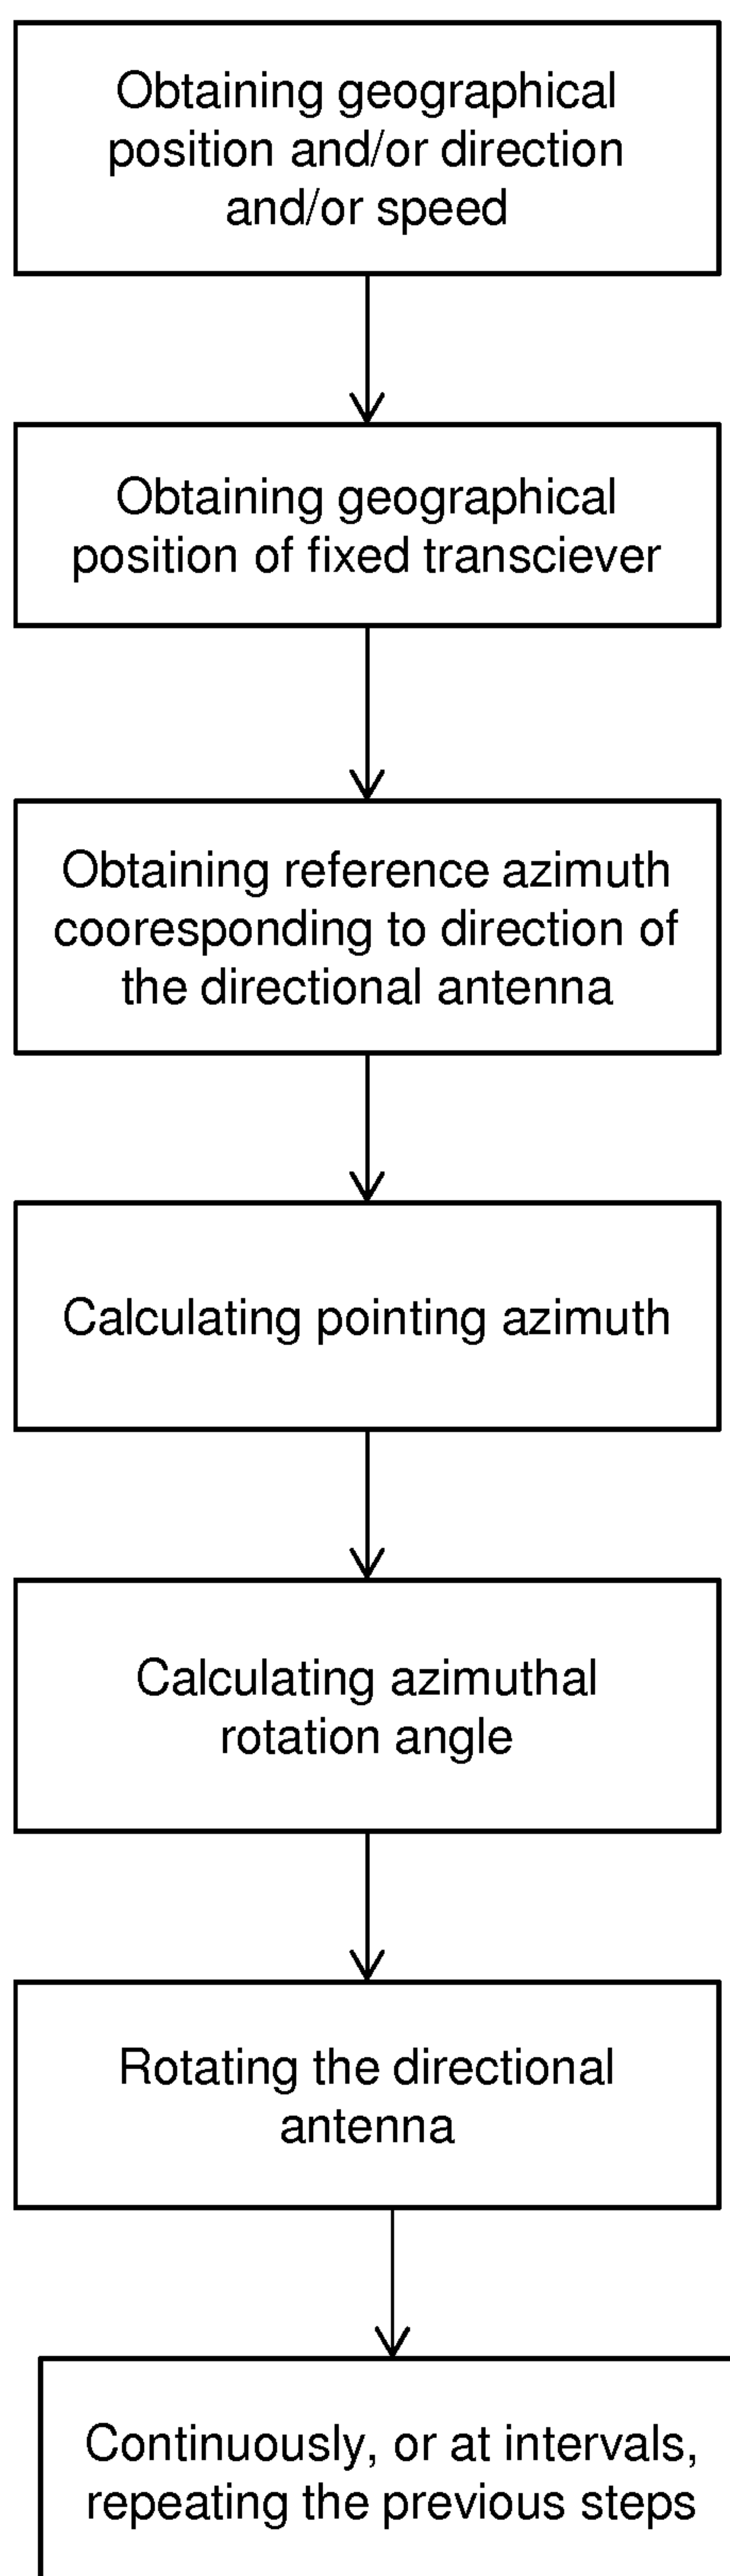 Obtaining geographical
position and/or direction
and/or speed
Obtaining geographical
position of fixed transciever
Obtaining reference azimuth
cooresponding to direction of
the directional antenna
Calculating pointing azimuth
Calculating azimuthal
rotation angle
Rotating the directional
antenna
Continuously, or at intervals,
repeating the previous steps